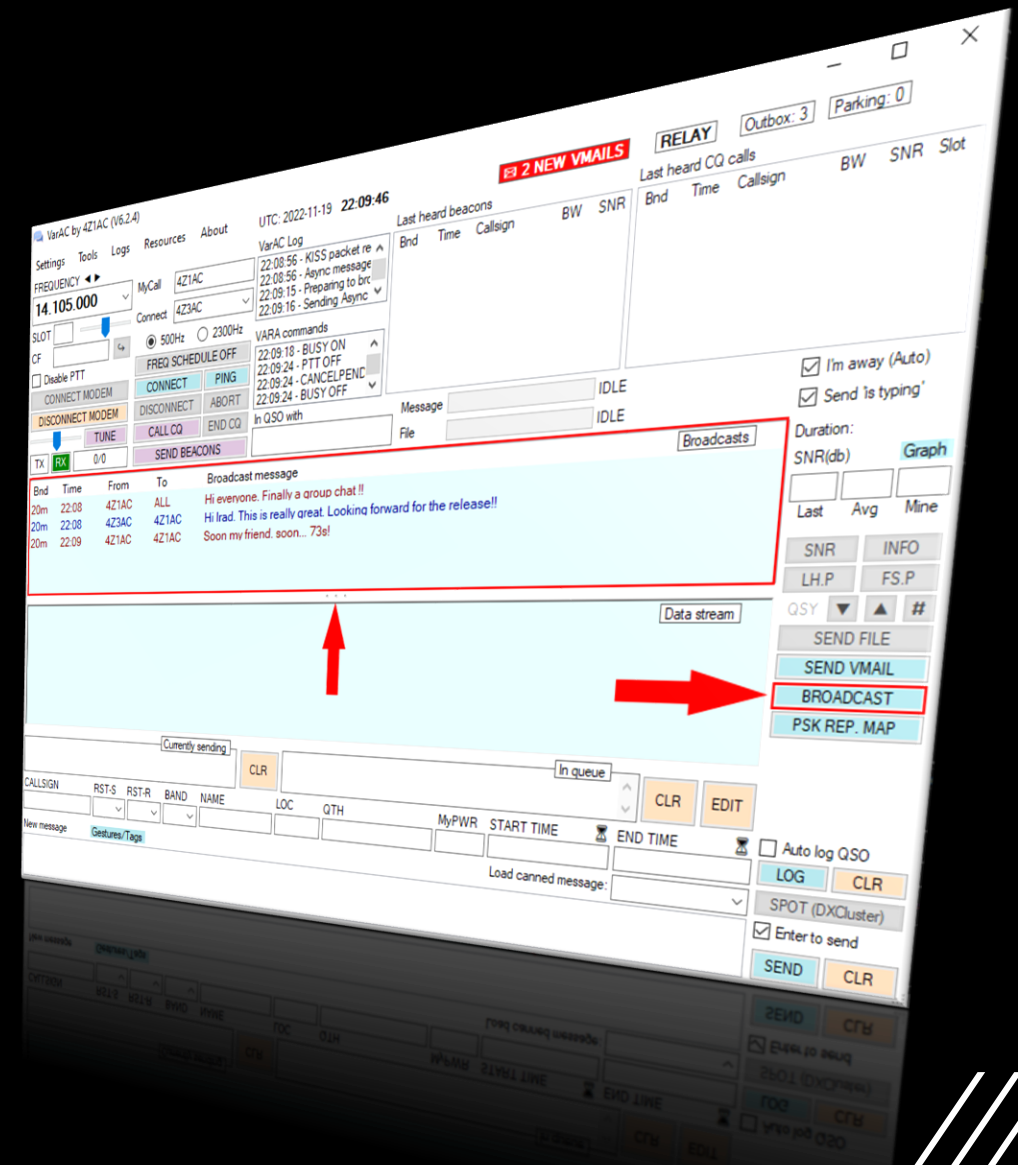 VarAC by 4Z1AC (V6.2.4)
Settings Tools Logs Resources About
UTC: 2022-11-19 22:09:46
2 NEW VMAILS
RELAY
Outbox: 3
Parking: 0
FREQUENCY
14.105.000
MyCall 4Z1AC
Connect 4Z3AC
SLOT
CF
500Hz 2300Hz
Disable PTT
FREQ SCHEDULE OFF
CONNECT MODEM
CONNECT PING
DISCONNECT MODEM
DISCONNECT ABORT
TUNE
CALL CQ END CQ
TX RX 0/0
SEND BEACONS
VarAC Log
22:08:56 - KISS packet re
22:08:56 - Async message
22:09:15 - Preparing to brc
22:09:16 - Sending Async
VARA commands
22:09:18 - BUSY ON
22:09:24 - PTT OFF
22:09:24 - CANCELPEND
22:09:24 - BUSY OFF
In QSO with
Last heard beacons
Bnd Time Callsign BW SNR
Last heard CQ calls
Bnd Time Callsign BW SNR Slot
Message IDLE
File IDLE
I'm away (Auto)
Send 'is typing'
Duration:
SNR(db) Graph
Last Avg Mine
Broadcasts
Bnd Time From To Broadcast message
20m 22:08 4Z1AC ALL Hi everyone. Finally a group chat !!
20m 22:08 4Z3AC 4Z1AC Hi Irad. This is really great. Looking forward for the release!!
20m 22:09 4Z1AC 4Z1AC Soon my friend. soon... 73s!
Data stream
SNR INFO
LH.P FS.P
QSY #
SEND FILE
SEND VMAIL
BROADCAST
PSK REP. MAP
Currently sending
CLR
In queue
CLR EDIT
CALLSIGN RST-S RST-R BAND NAME LOC QTH MyPWR START TIME END TIME
Auto log QSO
LOG CLR
SPOT (DXCluster)
New message Gestures/Tags
Load canned message:
Enter to send
SEND CLR